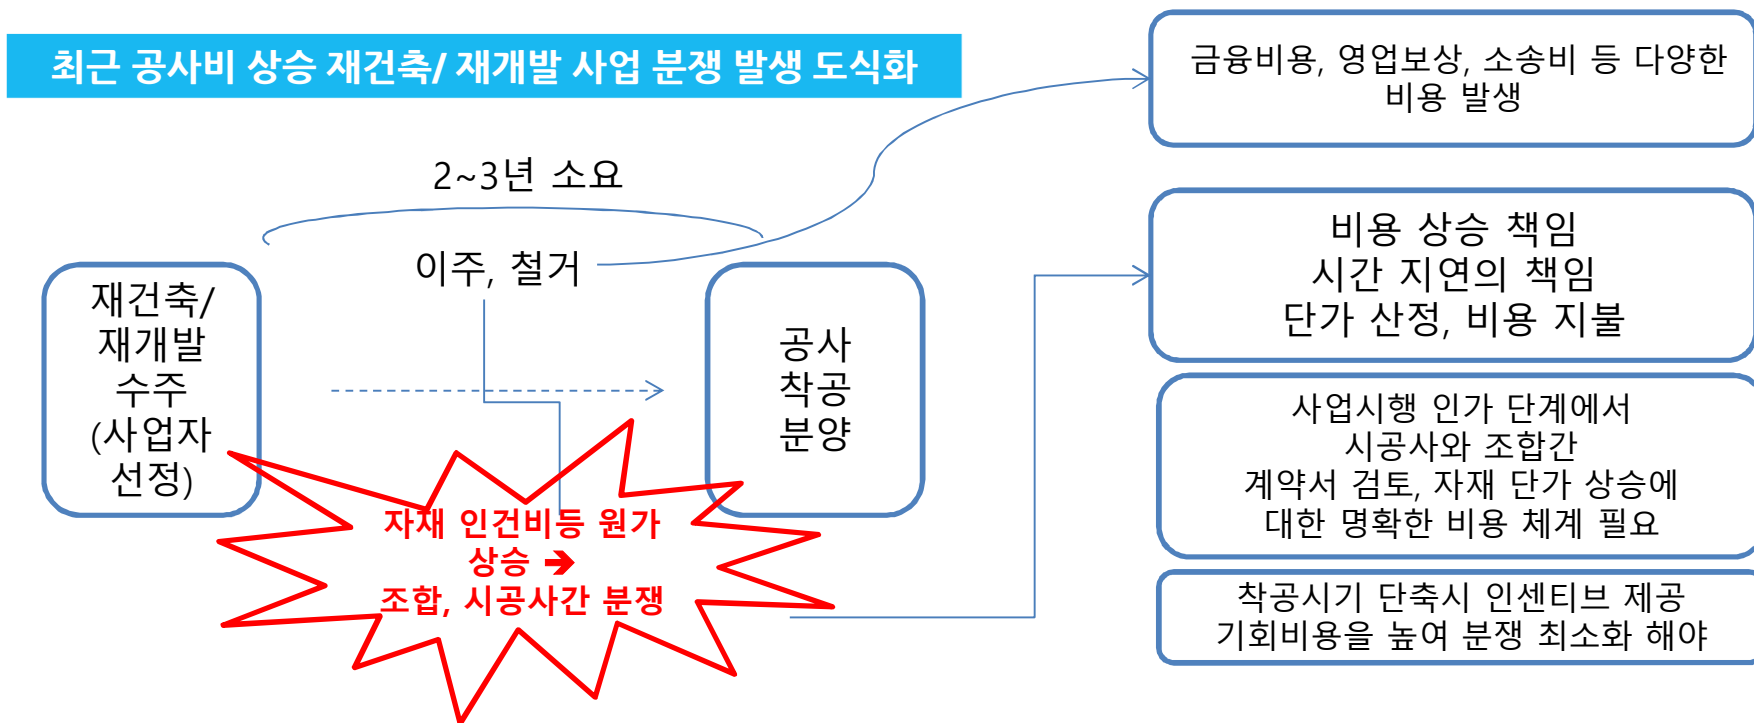 최근 공사비 상승 재건축/ 재개발 사업 분쟁 발생 도식화
2~3년 소요
이주, 철거
재건축/
재개발
수주
(사업자
선정)
공사
착공
분양
자재 인건비등 원가
상승 ➔
조합, 시공사간 분쟁
금융비용, 영업보상, 소송비 등 다양한
비용 발생
비용 상승 책임
시간 지연의 책임
단가 산정, 비용 지불
사업시행 인가 단계에서
시공사와 조합간
계약서 검토, 자재 단가 상승에
대한 명확한 비용 체계 필요
착공시기 단축시 인센티브 제공
기회비용을 높여 분쟁 최소화 해야